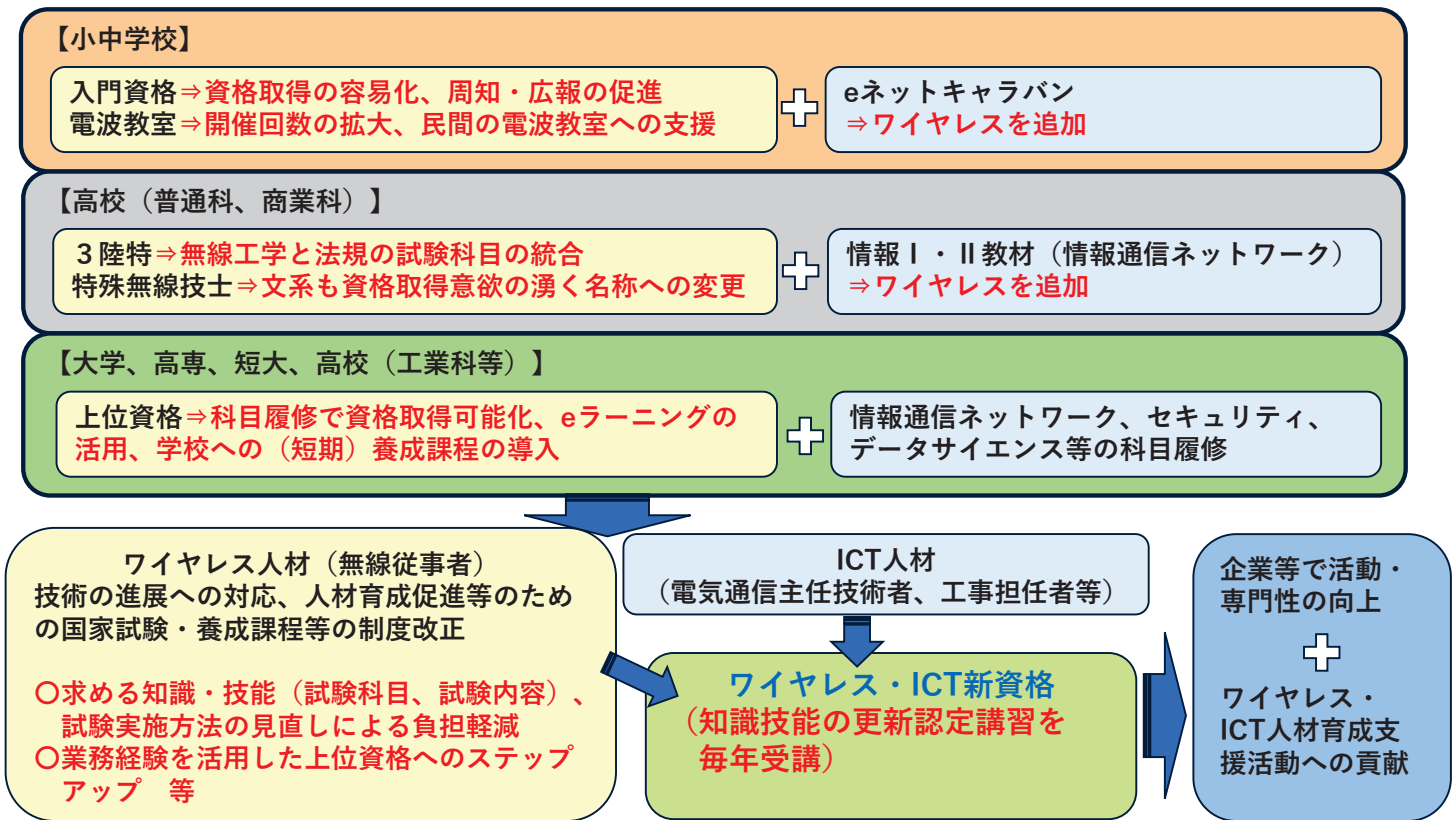 【小中学校】
入門資格⇒資格取得の容易化、周知・広報の促進
電波教室⇒開催回数の拡大、民間の電波教室への支援
eネットキャラバン
⇒ワイヤレスを追加
【高校（普通科、商業科）】
３陸特⇒無線工学と法規の試験科目の統合
特殊無線技士⇒文系も資格取得意欲の湧く名称への変更
情報Ⅰ・Ⅱ教材（情報通信ネットワーク）
⇒ワイヤレスを追加
【大学、高専、短大、高校（工業科等）】
上位資格⇒科目履修で資格取得可能化、eラーニングの
活用、学校への（短期）養成課程の導入
情報通信ネットワーク、セキュリティ、
データサイエンス等の科目履修
ワイヤレス人材（無線従事者）
技術の進展への対応、人材育成促進等のため
の国家試験・養成課程等の制度改正
〇求める知識・技能（試験科目、試験内容）、
試験実施方法の見直しによる負担軽減
〇業務経験を活用した上位資格へのステップ
アップ　等
ICT人材
（電気通信主任技術者、工事担任者等）
ワイヤレス・ICT新資格
（知識技能の更新認定講習を
毎年受講）
企業等で活動・
専門性の向上
ワイヤレス・
ICT人材育成支
援活動への貢献